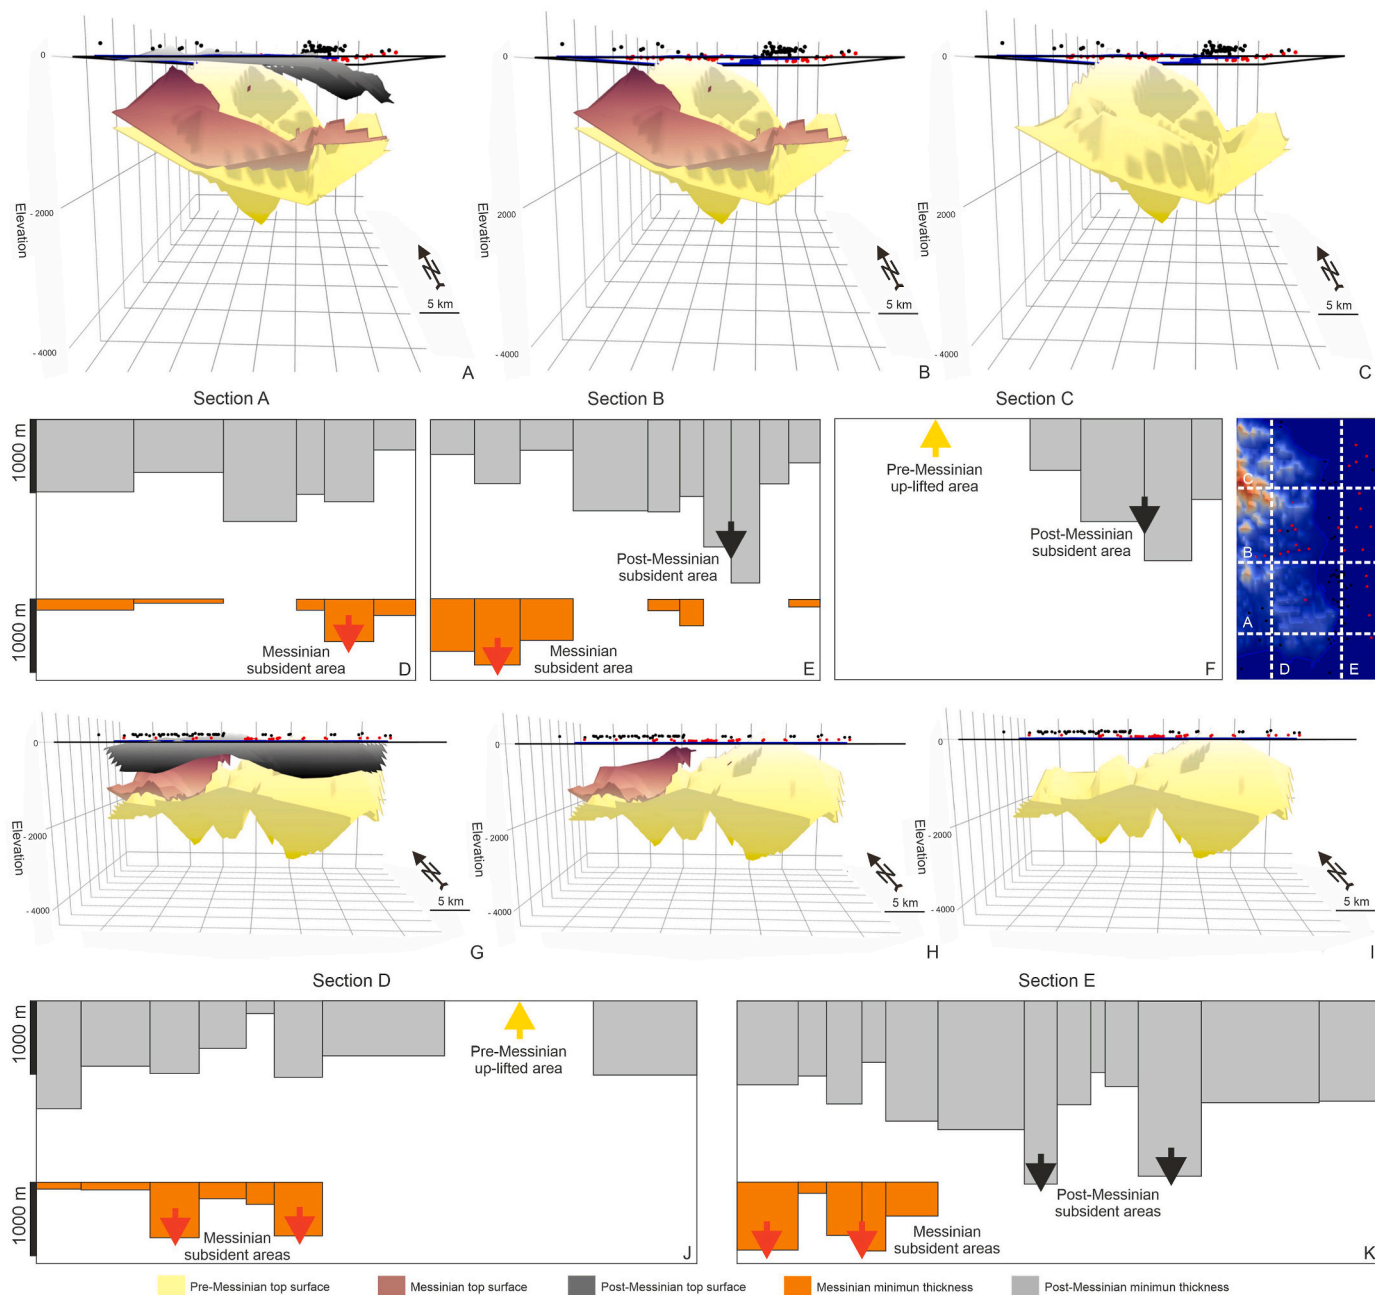 0
- 2000
- 4000
Elevation
N
5 km
A
0
2000
Elevation
N
5 km
B
0
2000
Elevation
N
5 km
C
Section A
Section B
Section C
1000 m
1000 m
Messinian
subsident area
D
Post-Messinian
subsident area
Messinian
subsident area
E
Pre-Messinian
up-lifted area
Post-Messinian
subsident area
F
C
B
A
D
E
0
- 2000
- 4000
Elevation
N
5 km
G
0
- 2000
- 4000
Elevation
N
5 km
H
0
- 2000
- 4000
Elevation
N
5 km
I
Section D
Section E
1000 m
1000 m
Pre-Messinian
up-lifted area
Messinian
subsident areas
J
Post-Messinian
subsident areas
Messinian
subsident areas
K
Pre-Messinian top surface
Messinian top surface
Post-Messinian top surface
Messinian minimun thickness
Post-Messinian minimun thickness